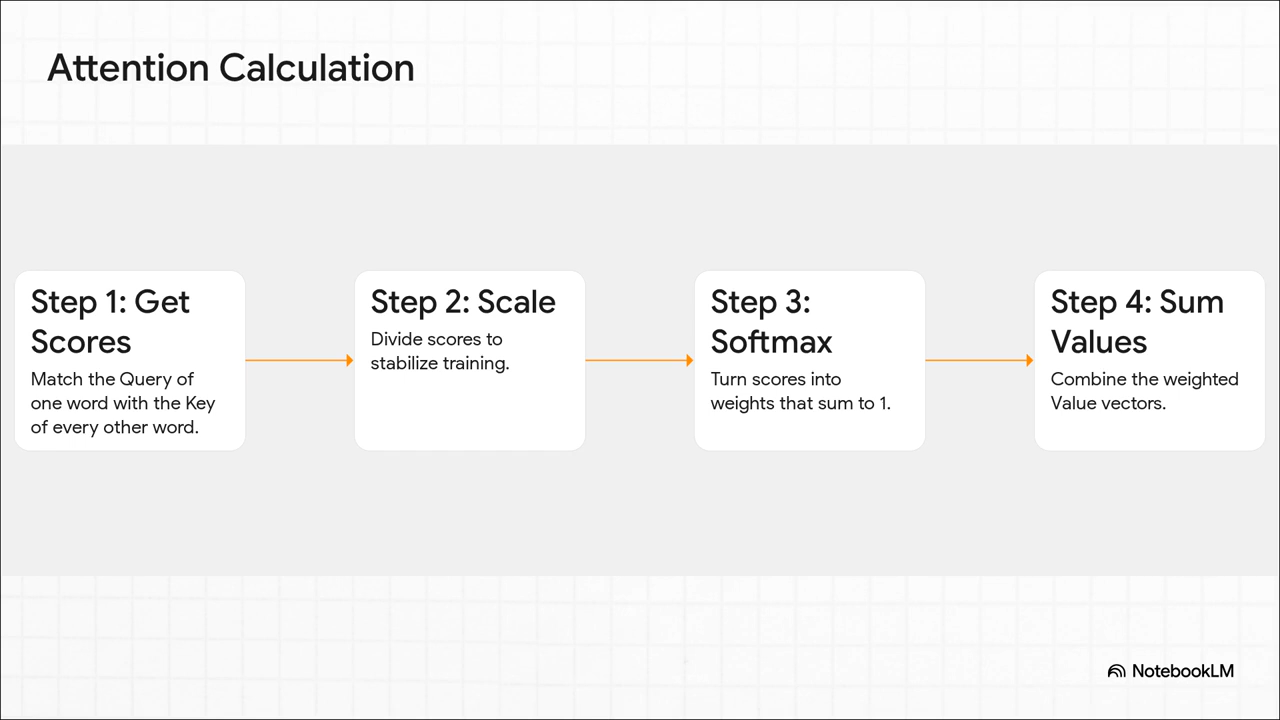 Attention Calculation
Step 1: Get
Scores
Match the Query of
one word with the Key
of every other word.
Step 2: Scale
Divide scores to
stabilize training.
Step 3:
Softmax
Turn scores into
weights that sum to 1.
Step 4: Sum
Values
Combine the weighted
Value vectors.
NotebookLM